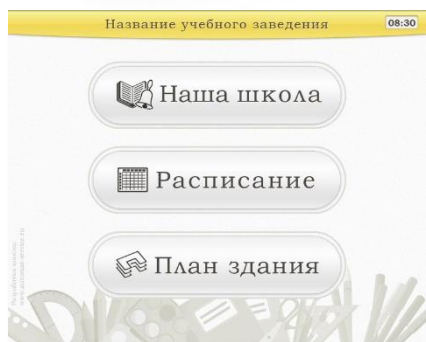 Название учебного заведения
08:30
Наша школа
Расписание
План здания